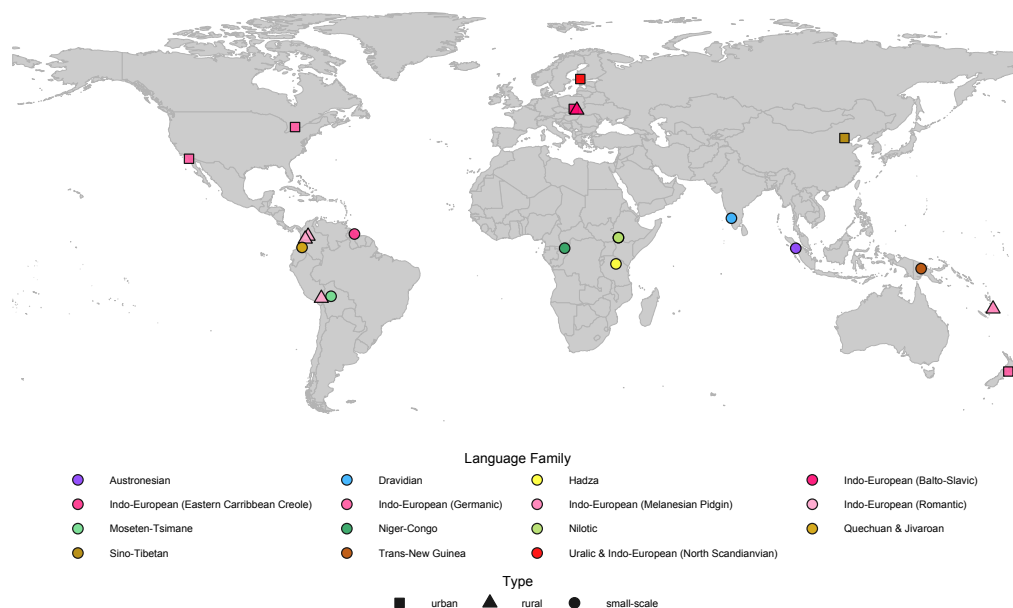 Language Family
Austronesian Dravidian Hadza Indo-European (Balto-Slavic)
Indo-European (Eastern Carribbean Creole) Indo-European (Germanic) Indo-European (Melanesian Pidgin) Indo-European (Romantic)
Moseten-Tsimane Niger-Congo Nilotic Quechuan & Jivaroan
Sino-Tibetan Trans-New Guinea Uralic & Indo-European (North Scandianvian)
Type
urban rural small-scale